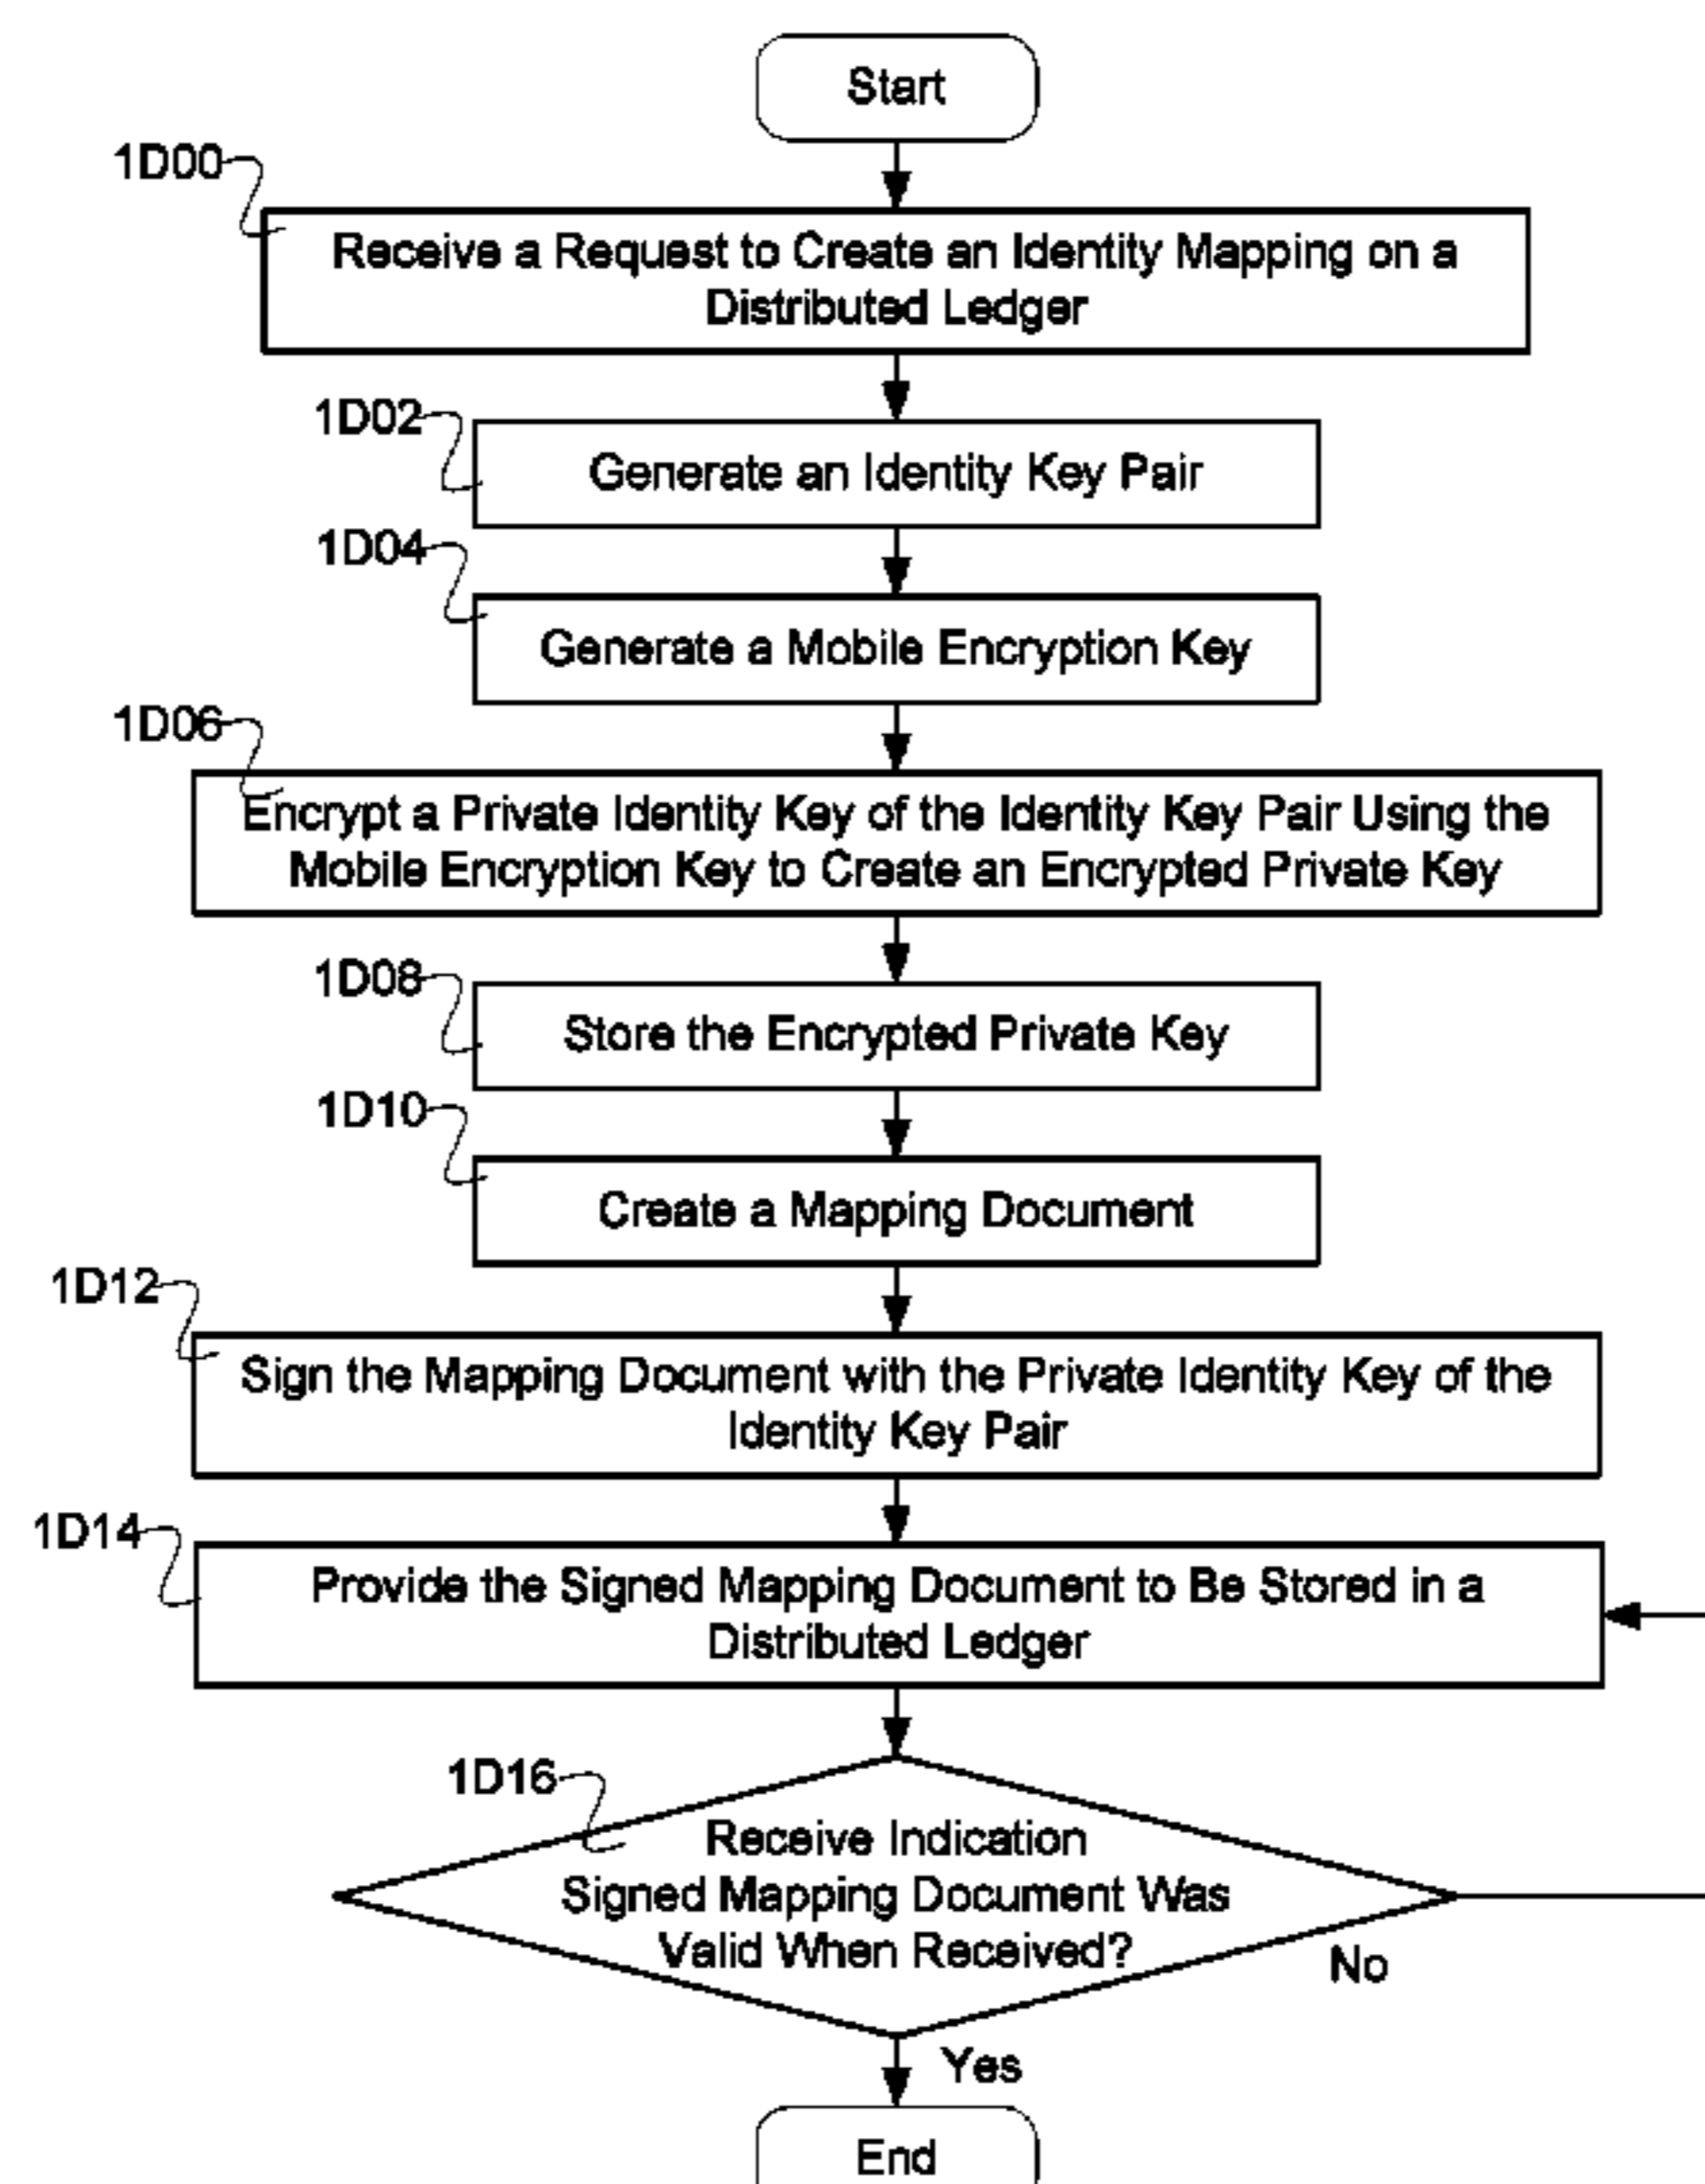 Start
1D00
Receive a Request to Create an Identity Mapping on a
Distributed Ledger
1D02
Generate an Identity Key Pair
1D04
Generate a Mobile Encryption Key
1D06
Encrypt a Private Identity Key of the Identity Key Pair Using the
Mobile Encryption Key to Create an Encrypted Private Key
1D08
Store the Encrypted Private Key
1D10
Create a Mapping Document
1D12
Sign the Mapping Document with the Private Identity Key of the
Identity Key Pair
1D14
Provide the Signed Mapping Document to Be Stored in a
Distributed Ledger
1D16
Receive Indication
Signed Mapping Document Was
Valid When Received?
No
Yes
End